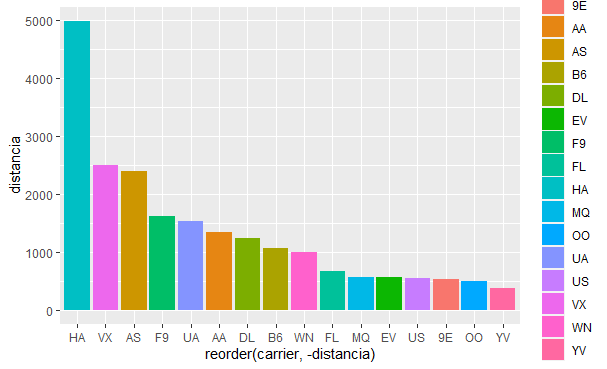 distancia
5000
4000
3000
2000
1000
0
HA VX AS F9 UA AA DL B6 WN FL MQ EV US 9E OO YV
reorder(carrier, -distancia)
9E
AA
AS
B6
DL
EV
F9
FL
HA
MQ
OO
UA
US
VX
WN
YV